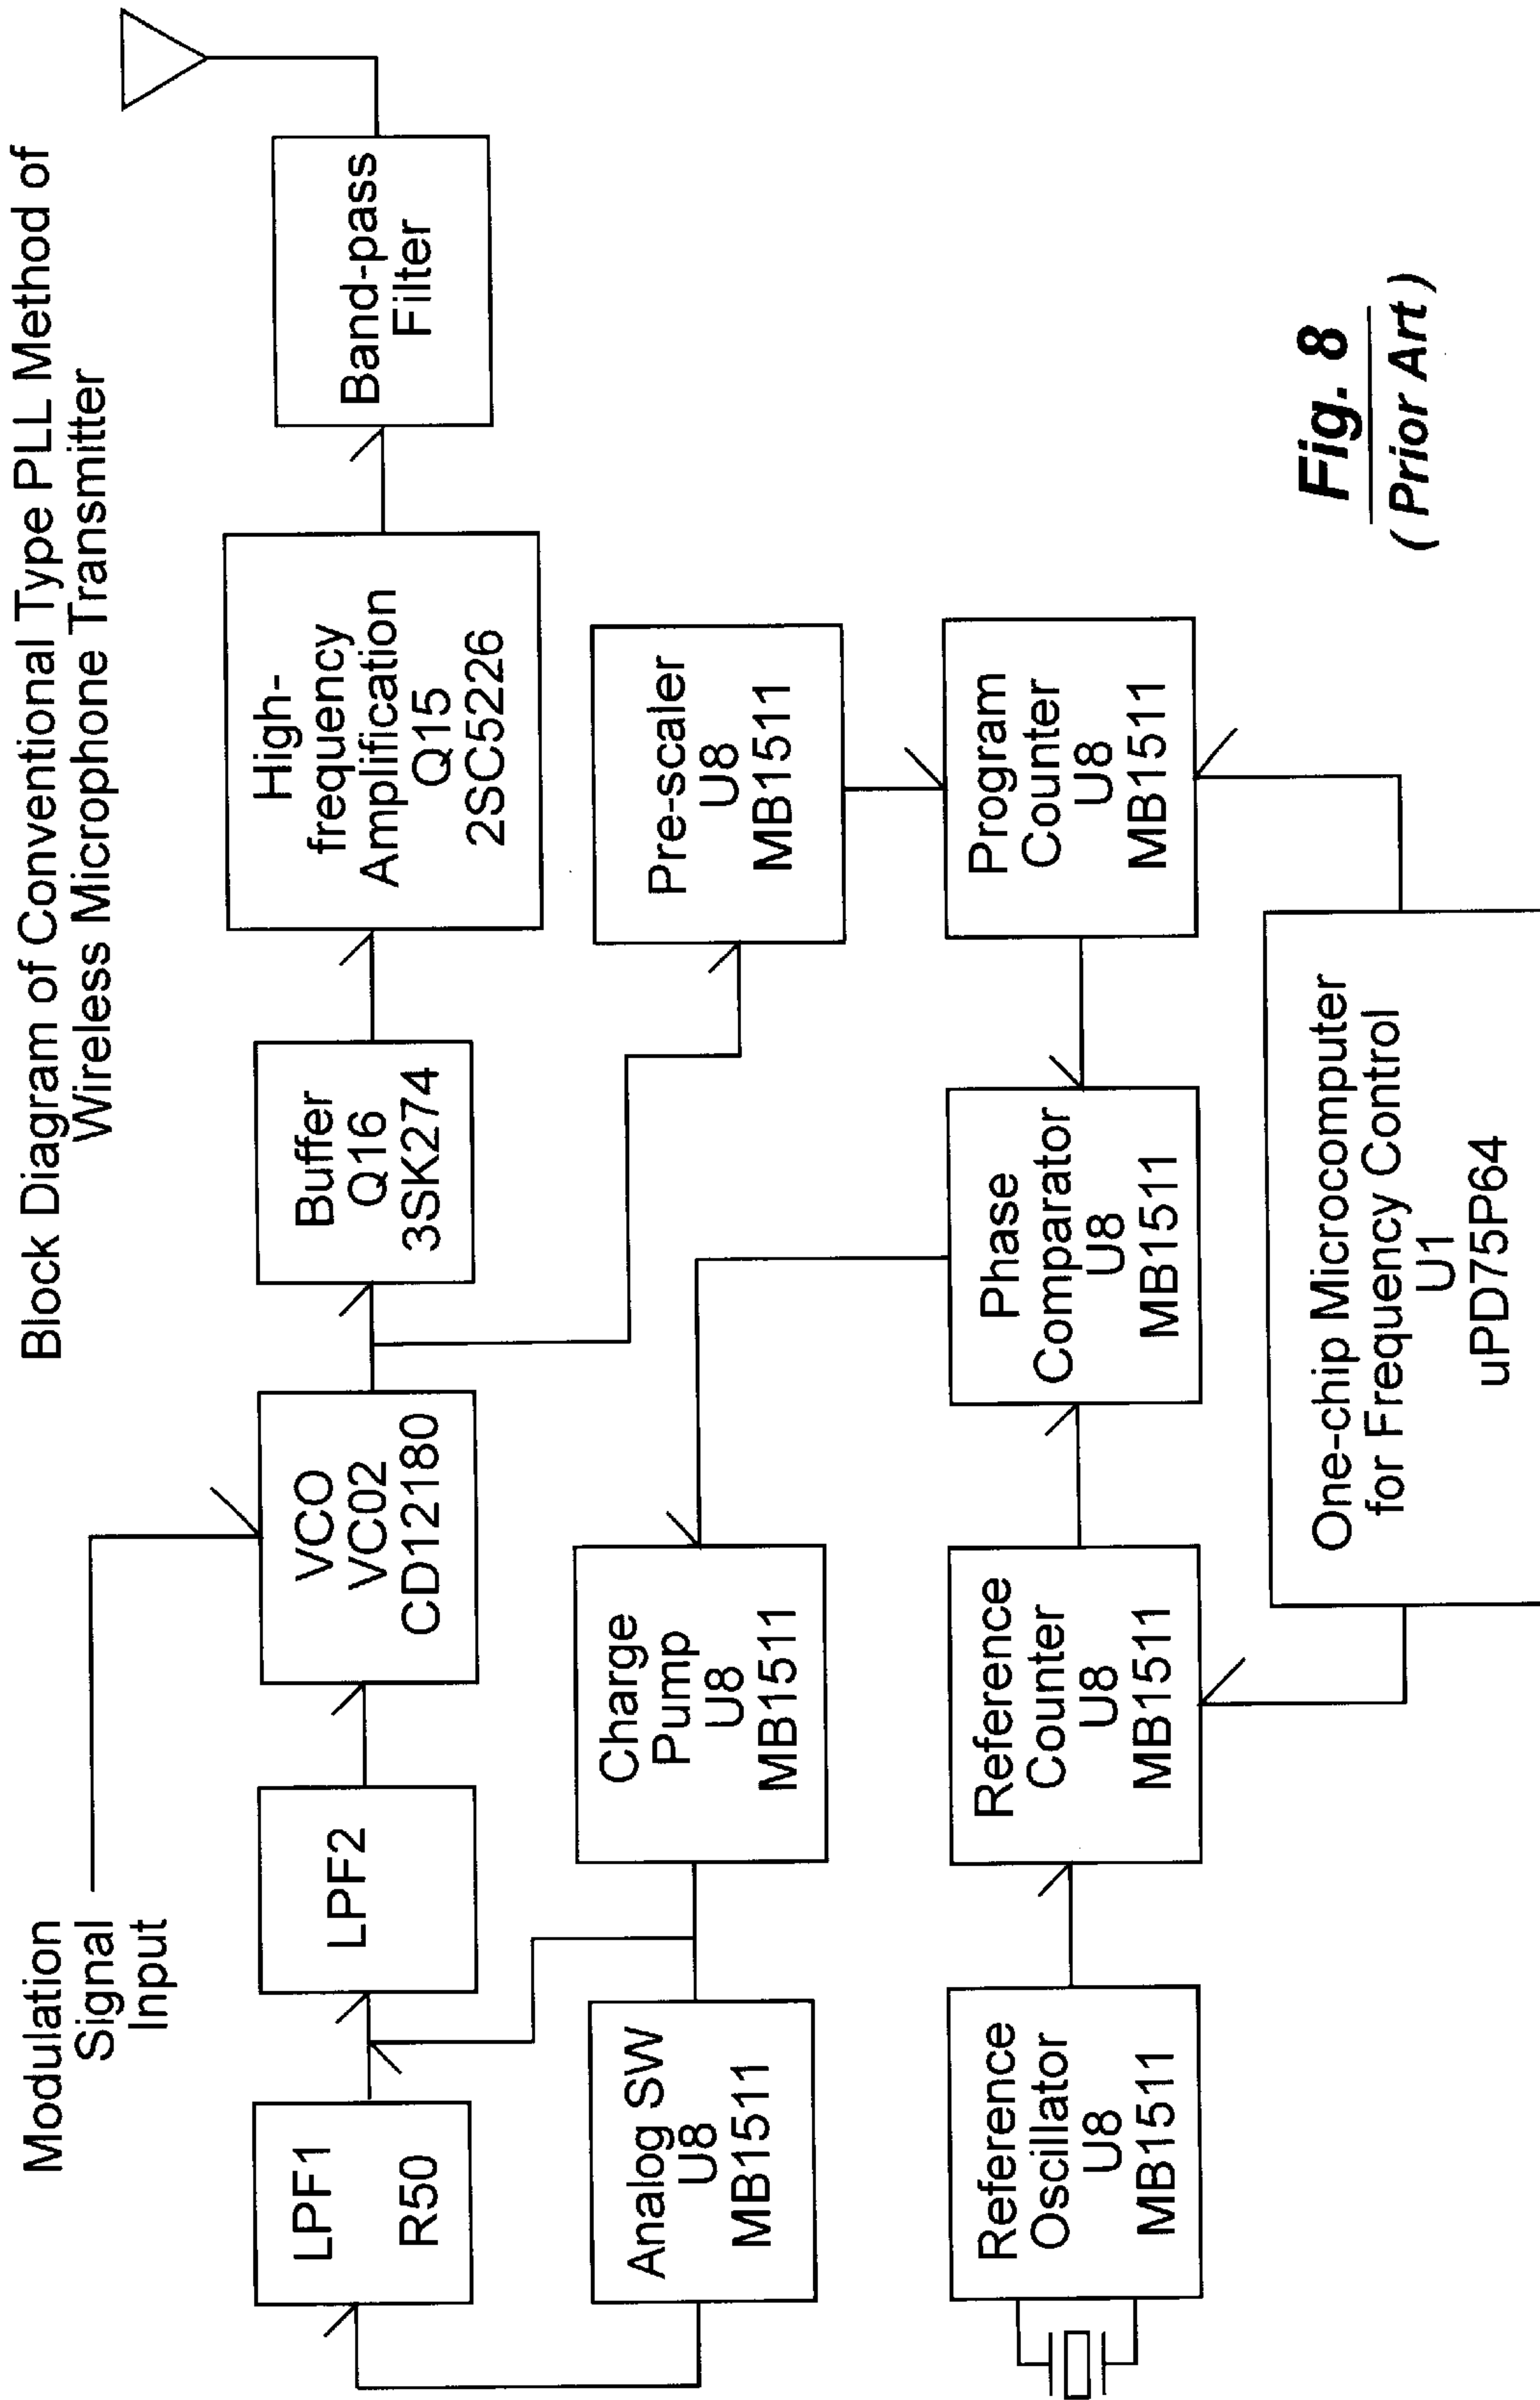 Block Diagram of Conventional Type PLL Method of
Wireless Microphone Transmitter
Modulation
Signal
Input
LPF1
R50
LPF2
VCO
VC02
CD12180
Buffer
Q16
3SK274
High-
frequency
Amplification
Q15
2SC5226
Band-pass
Filter
Analog SW
U8
MB1511
Charge
Pump
U8
MB1511
Pre-scaler
U8
MB1511
Reference
Oscillator
U8
MB1511
Reference
Counter
U8
MB1511
Phase
Comparator
U8
MB1511
Program
Counter
U8
MB1511
One-chip Microcomputer
for Frequency Control
U1
uPD75P64
Fig. 8
( Prior Art )